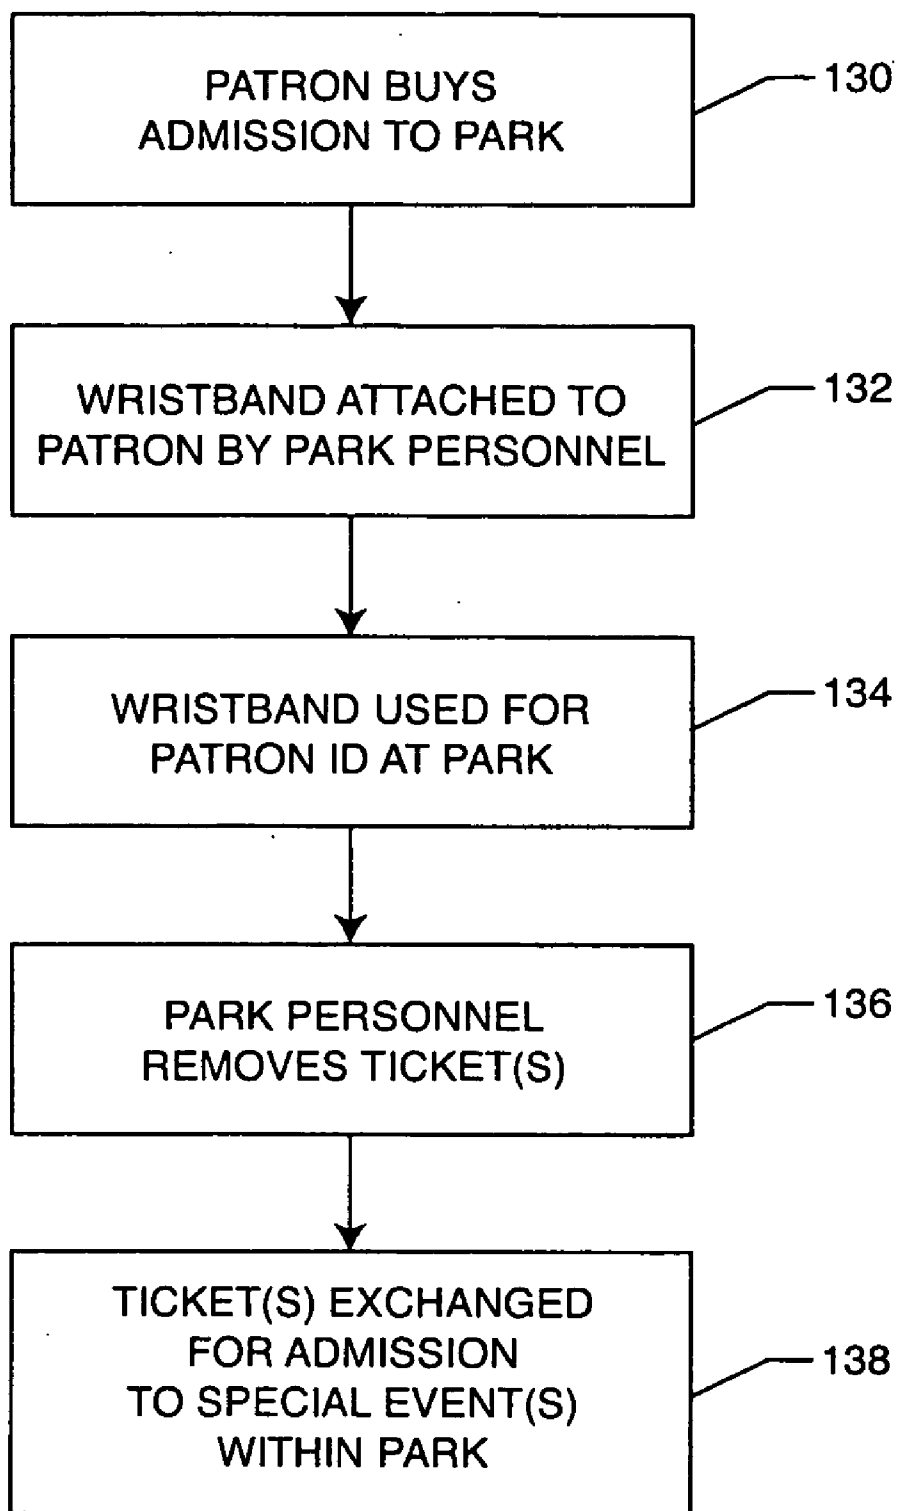 PATRON BUYS
ADMISSION TO PARK
130
WRISTBAND ATTACHED TO
PATRON BY PARK PERSONNEL
132
WRISTBAND USED FOR
PATRON ID AT PARK
134
PARK PERSONNEL
REMOVES TICKET(S)
136
TICKET(S) EXCHANGED
FOR ADMISSION
TO SPECIAL EVENT(S)
WITHIN PARK
138